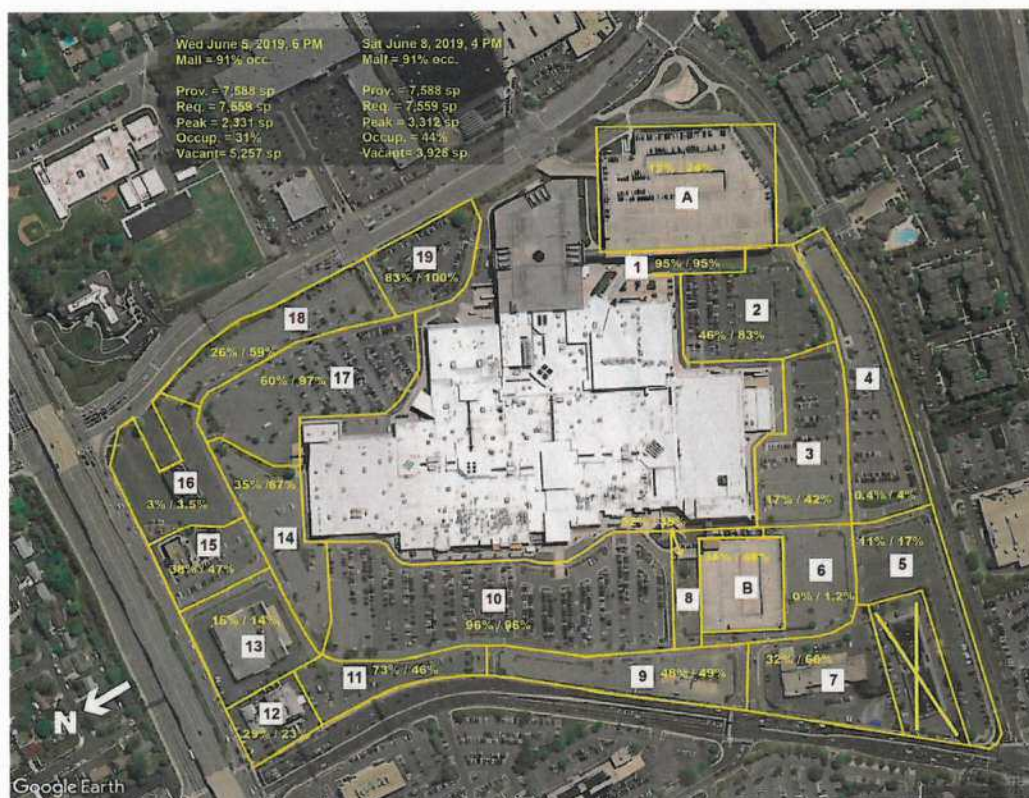 Wed June 5, 2019, 6 PM
Mall = 91% occ.
Prov. = 7,588 sp
Req. = 7,559 sp
Peak = 2,331 sp
Occup. = 31%
Vacant= 5,257 sp
Sat June 8, 2019, 4 PM
Mall = 91% occ.
Prov. = 7,588 sp
Req. = 7,559 sp
Peak = 3,312 sp
Occup. = 44%
Vacant= 3,926 sp
A
19
83% / 100%
1
95% / 95%
2
46% / 83%
18
26% / 59%
17
60% / 97%
4
0.4% / 4%
3
17% / 42%
16
3% / 3.5%
35% / 67%
14
15
38% / 47%
11% / 17%
5
6
0% / 1.2%
B
8
10
96% / 96%
13
15% / 14%
11
73% / 46%
9
48% / 49%
32% / 66%
7
12
29% / 23
N
Google Earth